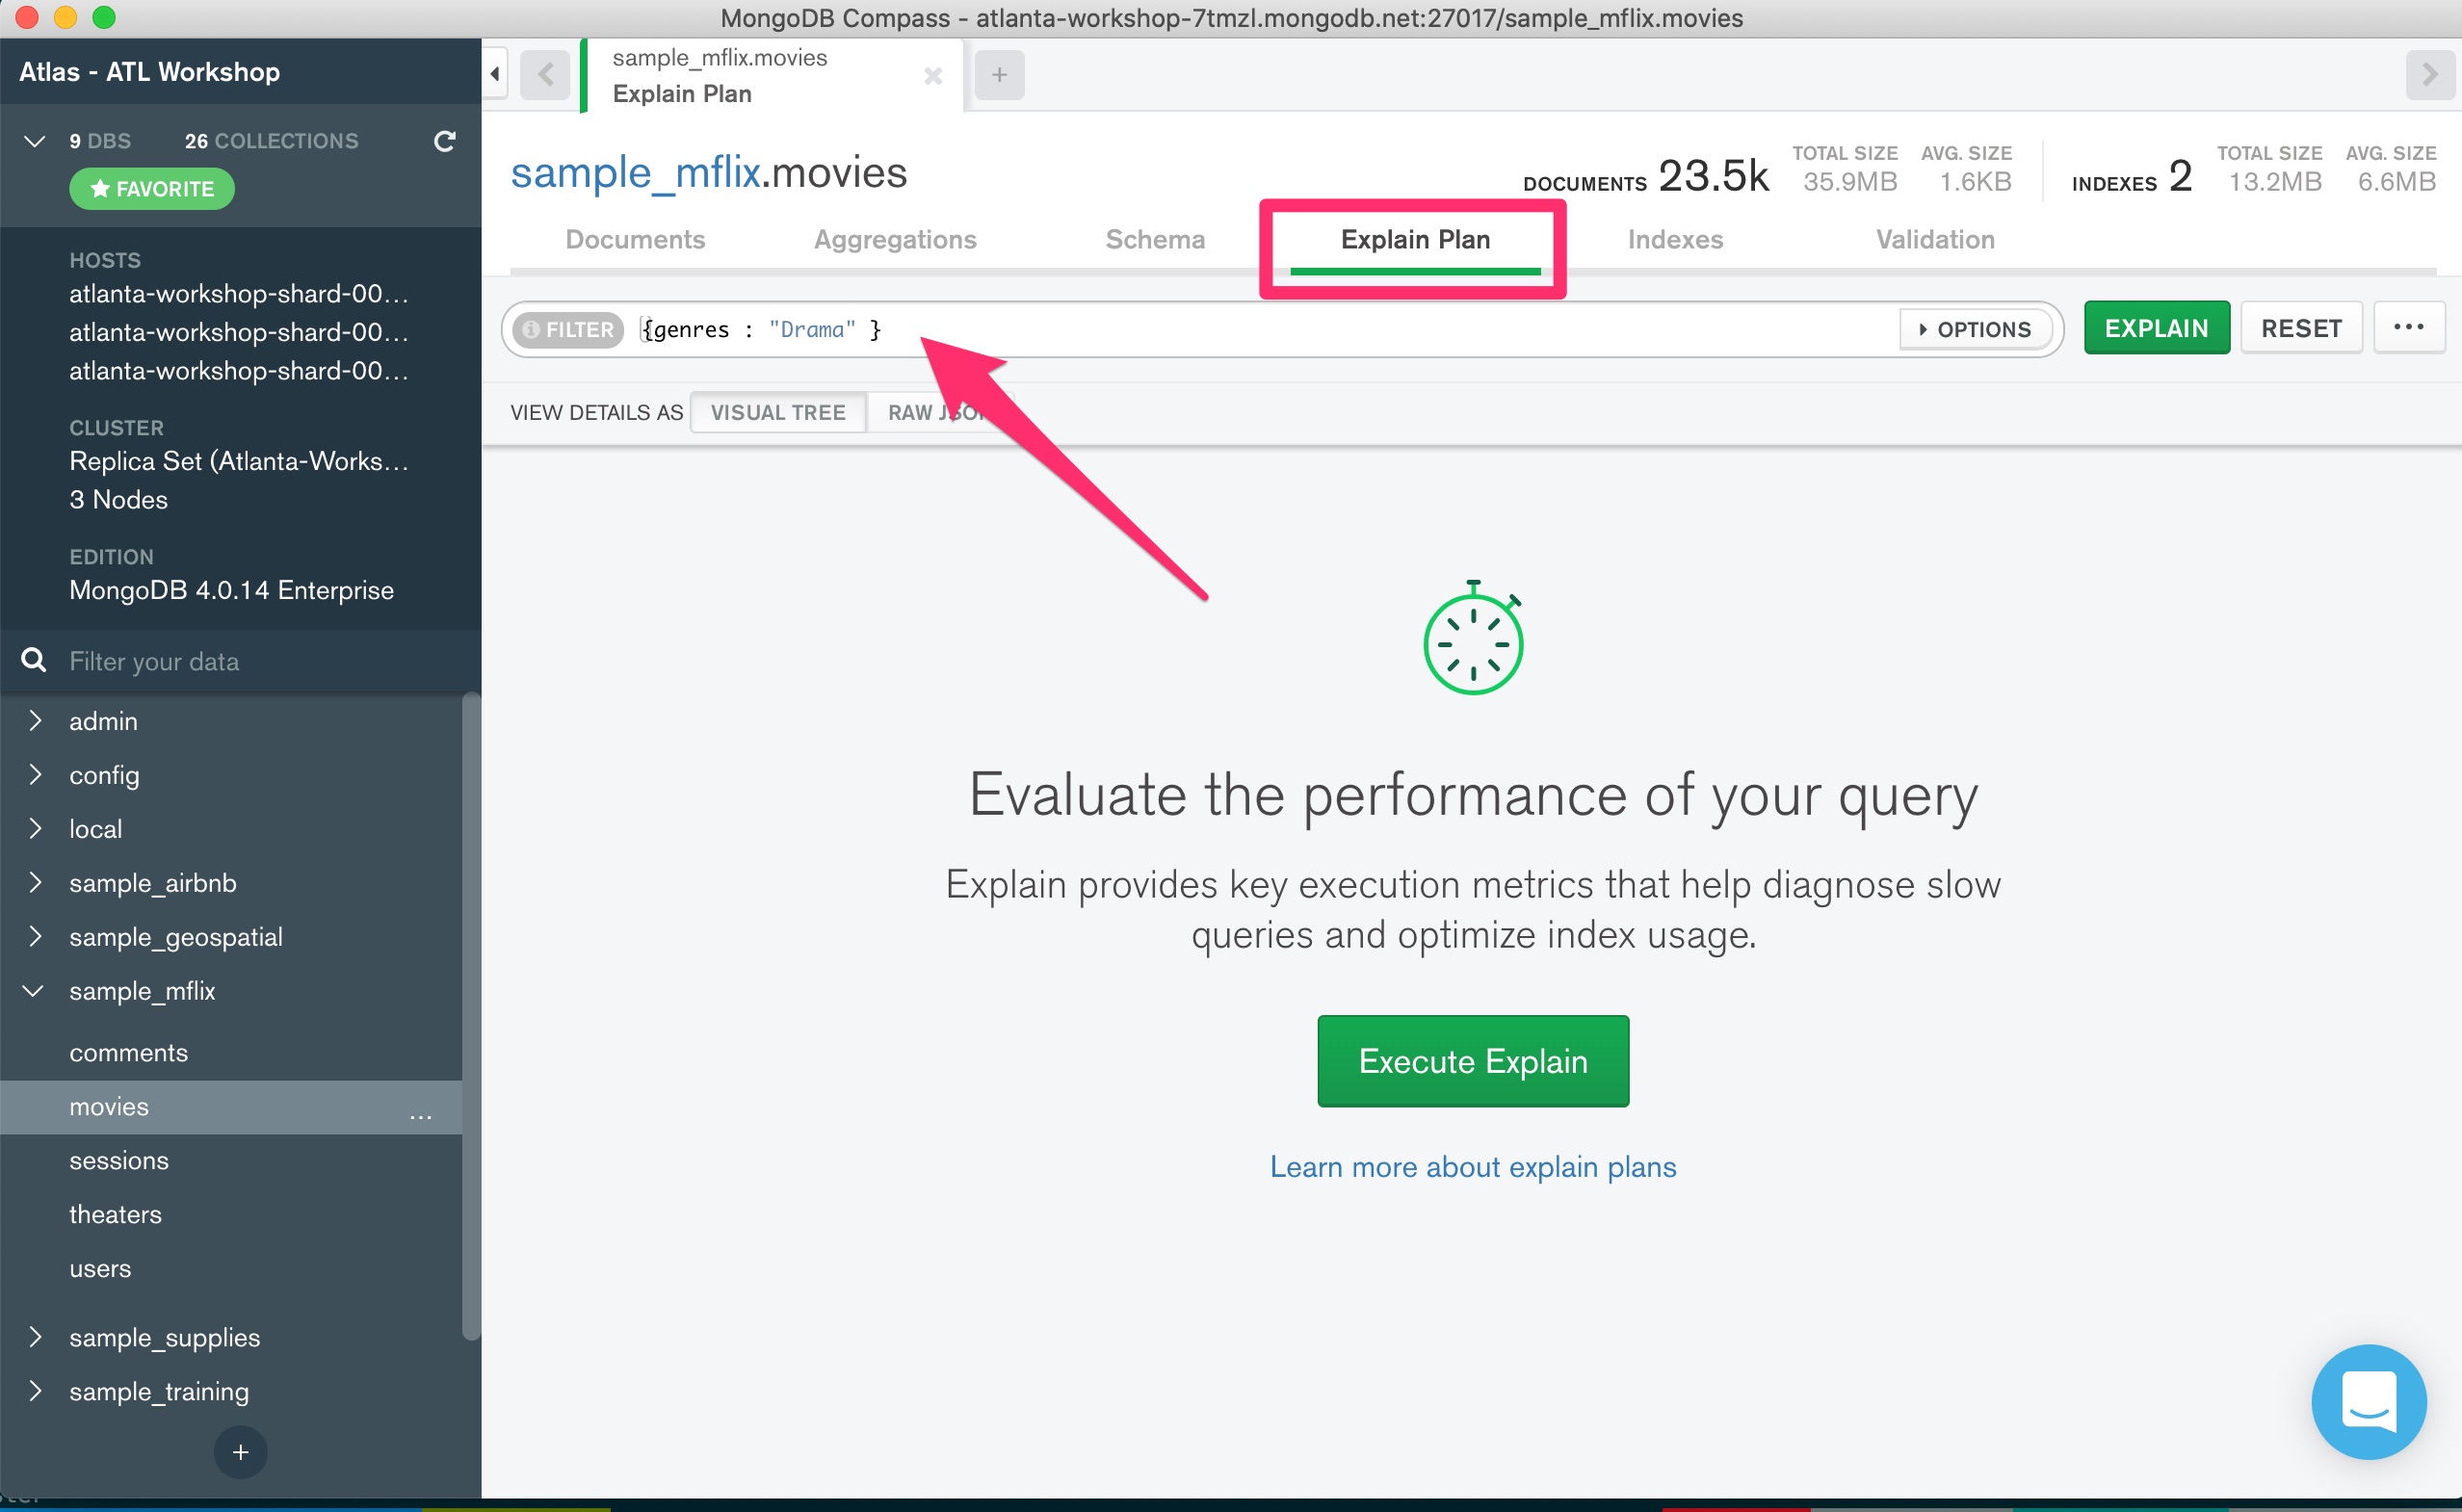 MongoDB Compass - atlanta-workshop-7tmzl.mongodb.net:27017/sample_mflix.movies
Atlas - ATL Workshop
9 DBS 26 COLLECTIONS
FAVORITE
HOSTS
atlanta-workshop-shard-00...
atlanta-workshop-shard-00...
atlanta-workshop-shard-00...
CLUSTER
Replica Set (Atlanta-Works...
3 Nodes
EDITION
MongoDB 4.0.14 Enterprise
Filter your data
admin
config
local
sample_airbnb
sample_geospatial
sample_mflix
comments
movies ...
sessions
theaters
users
sample_supplies
sample_training
+
sample_mflix.movies
Explain Plan
+
sample_mflix.movies
DOCUMENTS 23.5k TOTAL SIZE 35.9MB AVG. SIZE 1.6KB INDEXES 2 TOTAL SIZE 13.2MB AVG. SIZE 6.6MB
Documents Aggregations Schema Explain Plan Indexes Validation
FILTER {genres : "Drama" } OPTIONS EXPLAIN RESET ...
VIEW DETAILS AS VISUAL TREE RAW JSON
Evaluate the performance of your query
Explain provides key execution metrics that help diagnose slow
queries and optimize index usage.
Execute Explain
Learn more about explain plans